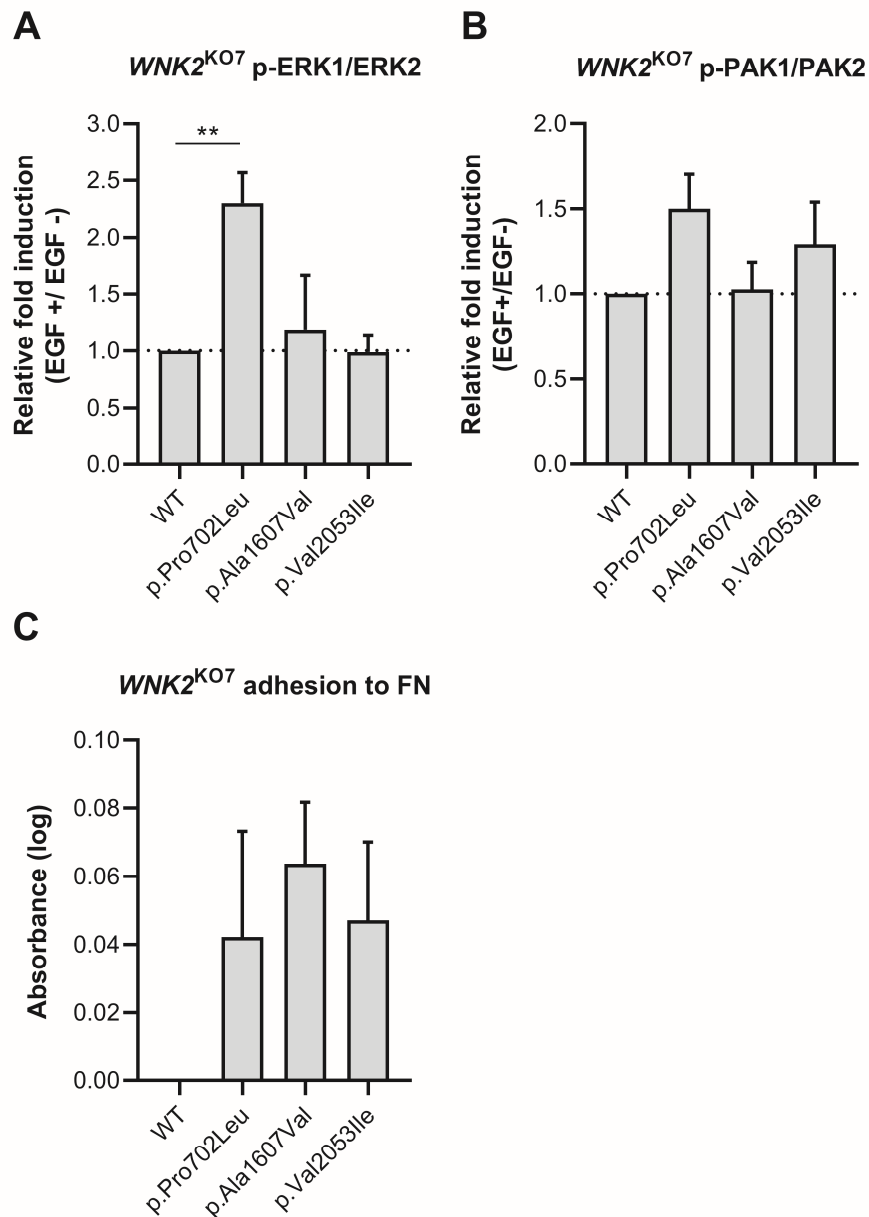 A
WNK2KO7 p-ERK1/ERK2
Relative fold induction
(EGF +/ EGF -)
3.0
2.5
2.0
1.5
1.0
0.5
0.0
**
WT
p.Pro702Leu
p.Ala1607Val
p.Val2053Ile
B
WNK2KO7 p-PAK1/PAK2
Relative fold induction
(EGF+/EGF-)
2.0
1.5
1.0
0.5
0.0
WT
p.Pro702Leu
p.Ala1607Val
p.Val2053Ile
C
WNK2KO7 adhesion to FN
Absorbance (log)
0.10
0.08
0.06
0.04
0.02
0.00
WT
p.Pro702Leu
p.Ala1607Val
p.Val2053Ile